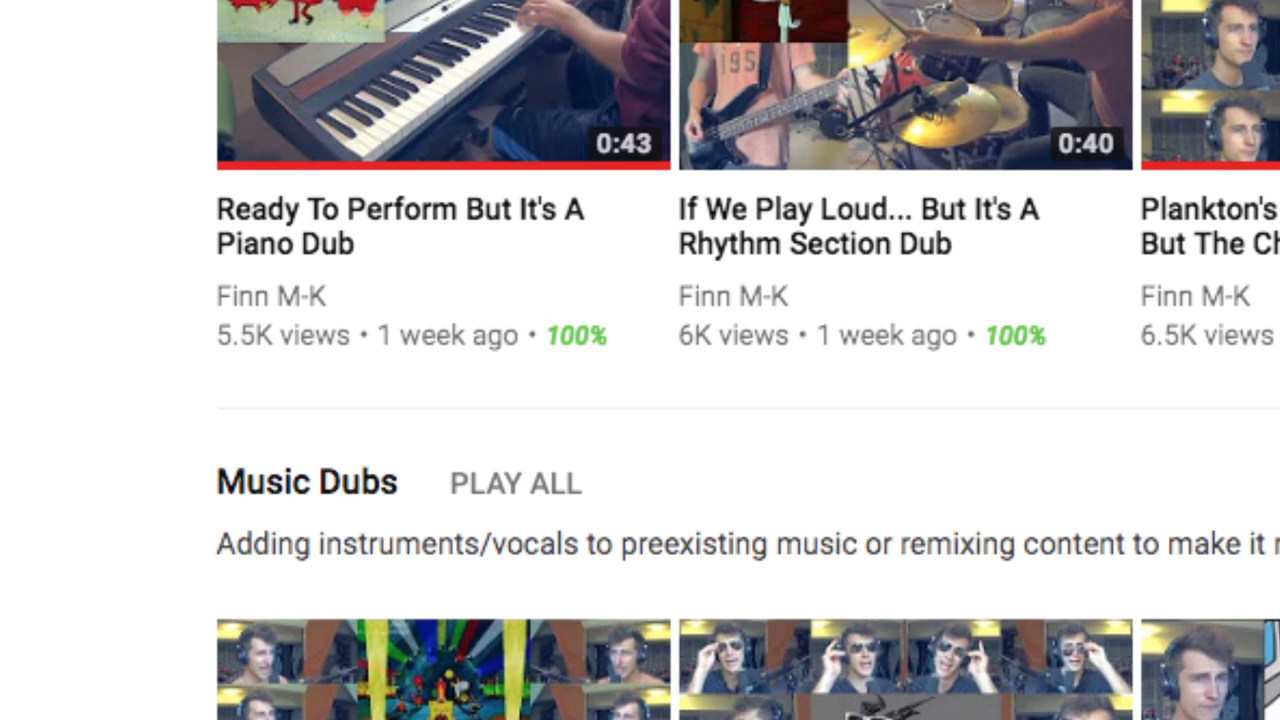 i95
0:43
0:40
Ready To Perform But It's A
Piano Dub
Finn M-K
5.5K views • 1 week ago • 100%
If We Play Loud... But It's A
Rhythm Section Dub
Finn M-K
6K views • 1 week ago • 100%
Plankton's
But The
Finn M-K
6.5K views
Music Dubs PLAY ALL
Adding instruments/vocals to preexisting music or remixing content to make it